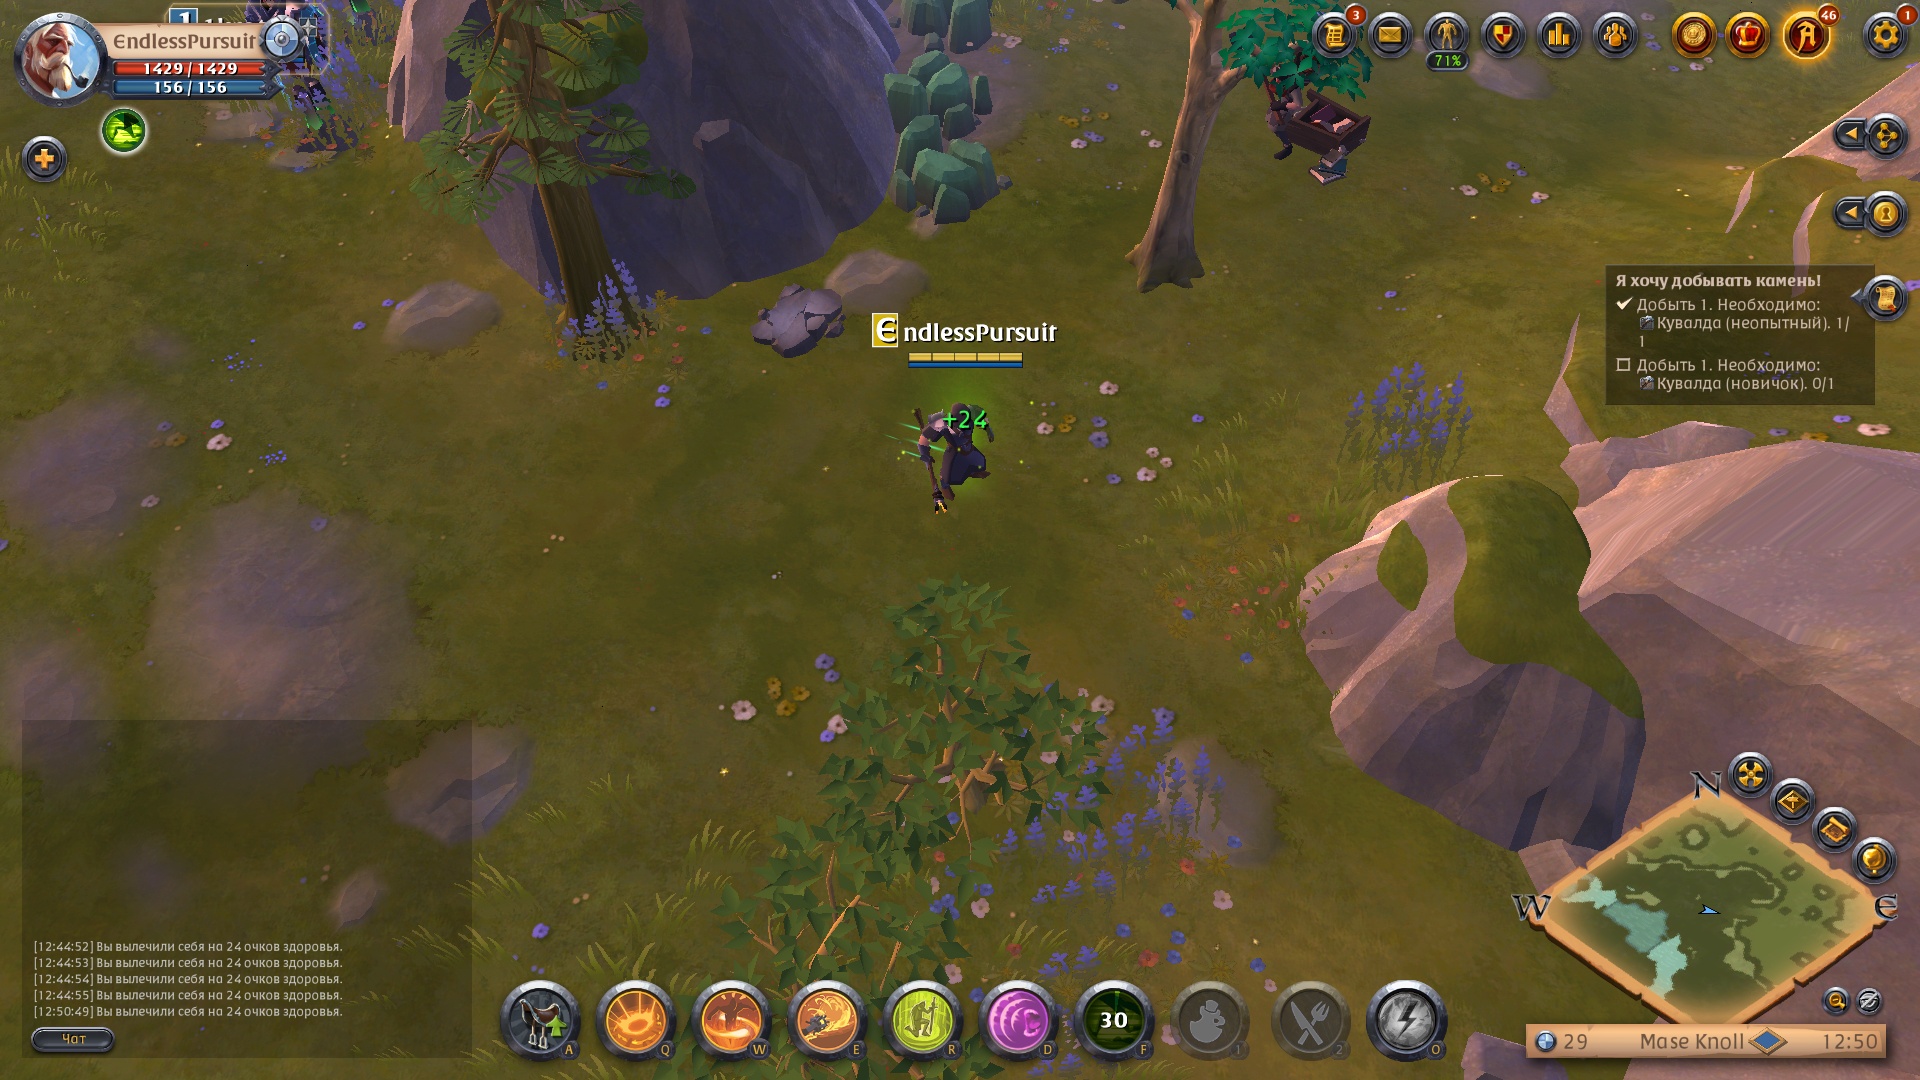 EndlessPursuit
1429 / 1429
156 / 156
3
71%
46
1
Я хочу добывать камень!
Добыть 1. Необходимо:
Кувалда (неопытный). 1/
1
Добыть 1. Необходимо:
Кувалда (новичок). 0/1
EndlessPursuit
+24
N
W
E
[12:44:52] Вы вылечили себя на 24 очков здоровья.
[12:44:53] Вы вылечили себя на 24 очков здоровья.
[12:44:54] Вы вылечили себя на 24 очков здоровья.
[12:44:55] Вы вылечили себя на 24 очков здоровья.
[12:50:49] Вы вылечили себя на 24 очков здоровья.
Чат
30
A Q W E R D F 1 2 O
29 Mase Knoll 12:50